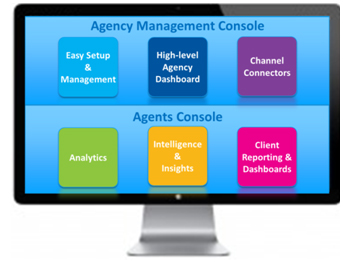 Agency Management Console
Easy Setup
&
Management
High-level
Agency
Dashboard
Channel
Connectors
Agents Console
Analytics
Intelligence
&
Insights
Client
Reporting &
Dashboards